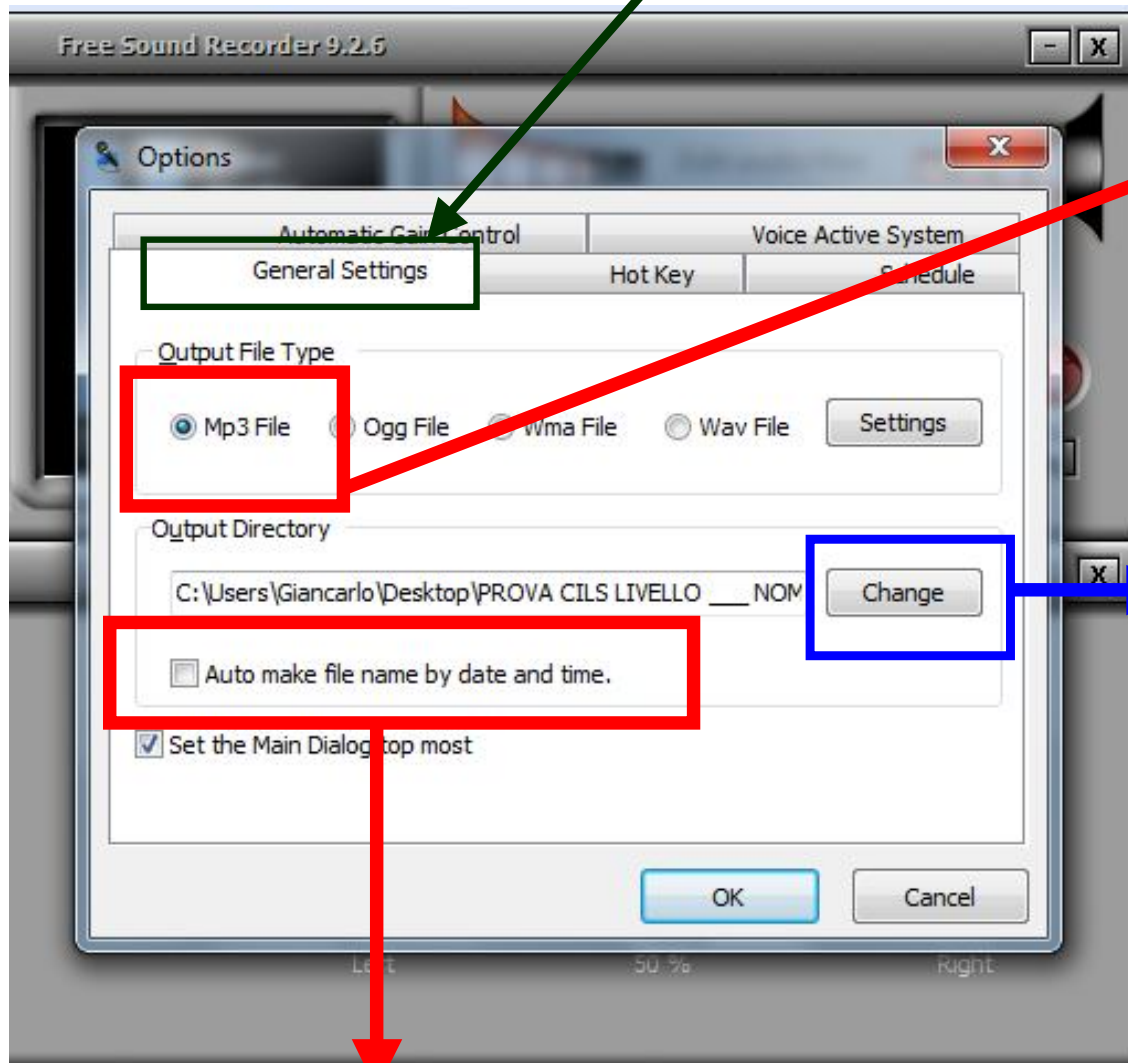 Free Sound Recorder 9.2.6
Options
Automatic Gain Control Voice Active System
General Settings Hot Key Schedule
Output File Type
Mp3 File Ogg File Wma File Wav File Settings
Output Directory
C:\Users\Giancarlo\Desktop\PROVA CILS LIVELLO ___ NOM Change
Auto make file name by date and time.
Set the Main Dialog top most
OK Cancel
Left 50 % Right